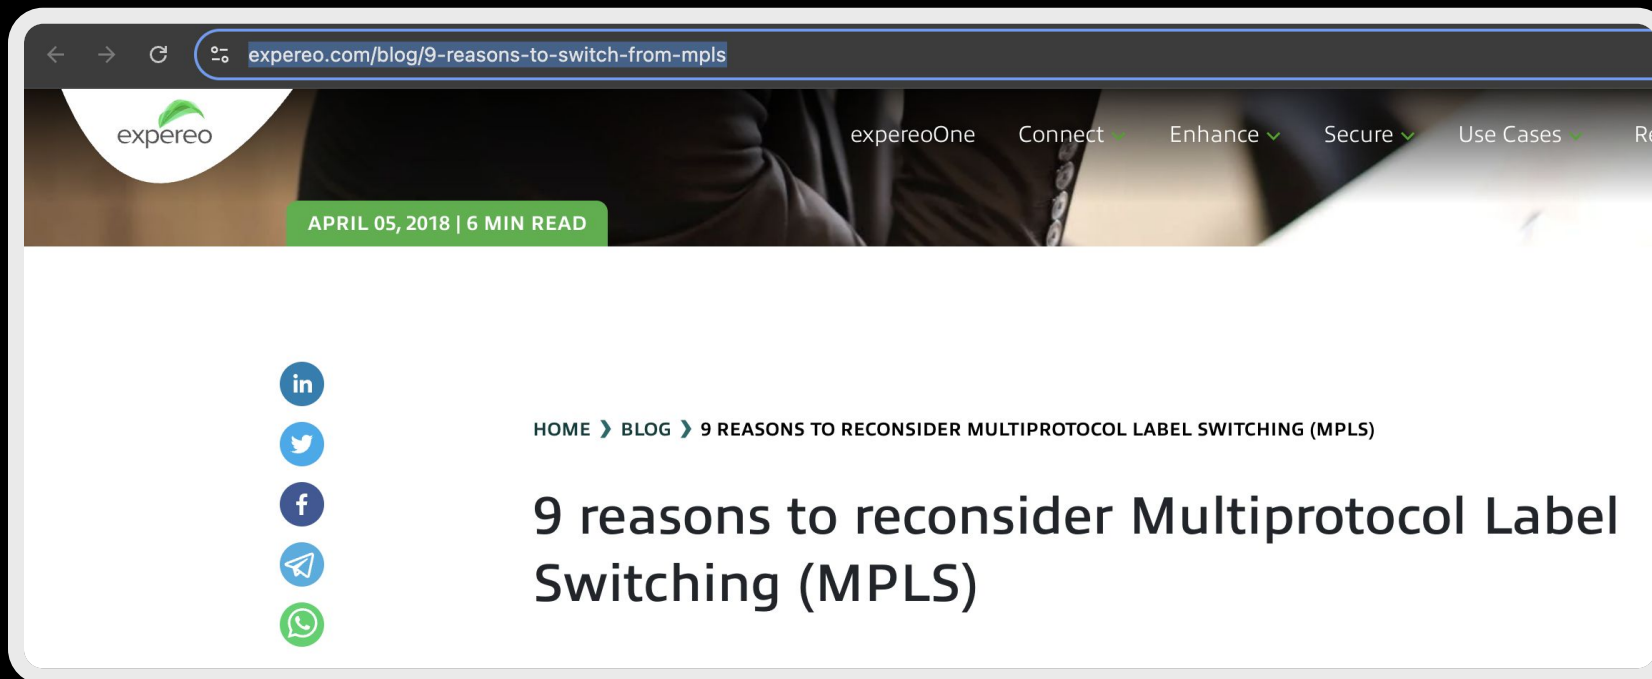 expereo.com/blog/9-reasons-to-switch-from-mpls
expereo
expereoOne Connect Enhance Secure Use Cases
APRIL 05, 2018 | 6 MIN READ
in
f
HOME ❯ BLOG ❯ 9 REASONS TO RECONSIDER MULTIPROTOCOL LABEL SWITCHING (MPLS)
9 reasons to reconsider Multiprotocol Label
Switching (MPLS)